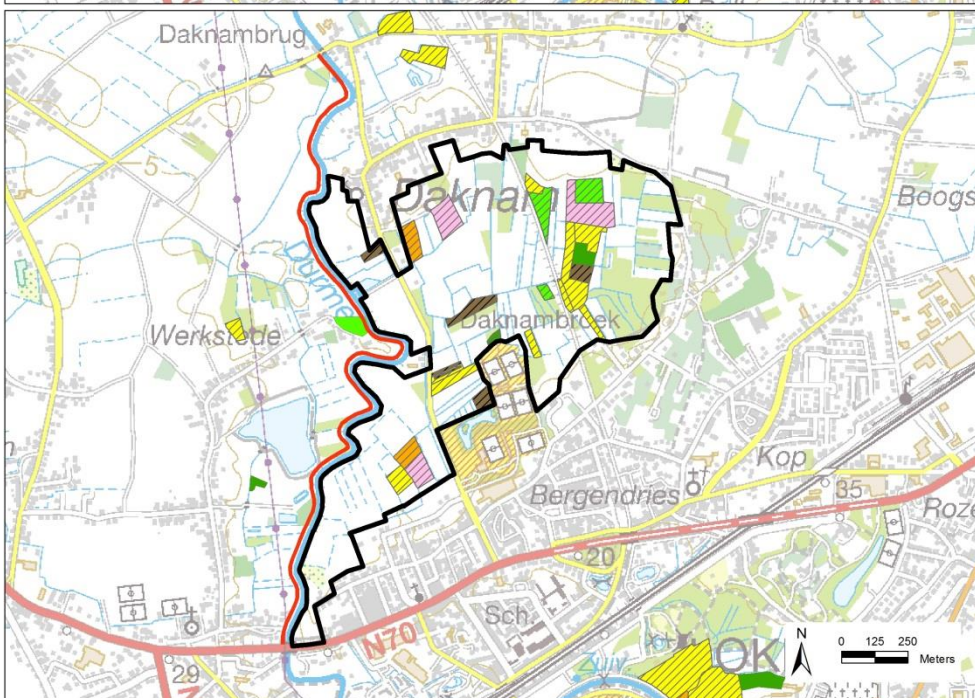 Daknambrug
5
Daknam
Boogs
Durme
Werkstede
Daknambroek
Kop
Bergendries
35
Roze
20
Sch.
N70
29
OK
Zuiv
N
0 125 250
Meters